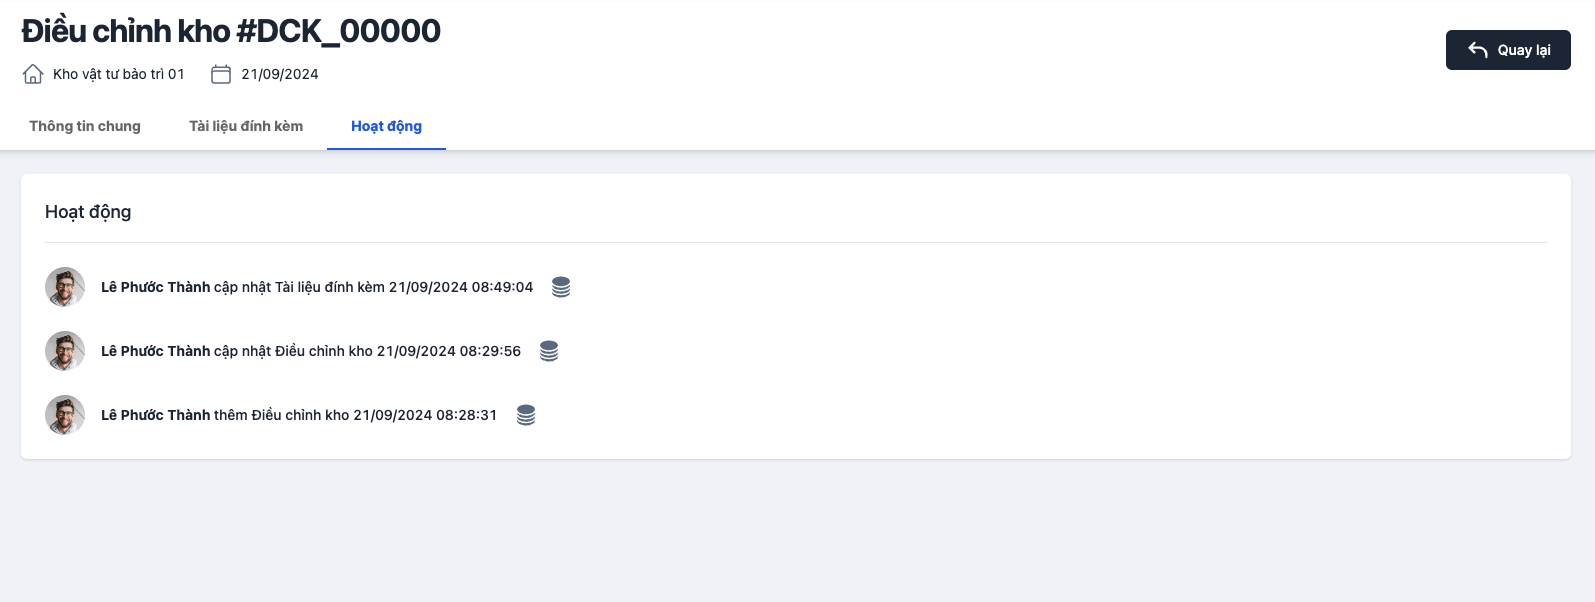 Điều chỉnh kho #DCK_00000
Quay lại
Kho vật tư bảo trì 01 21/09/2024
Thông tin chung Tài liệu đính kèm Hoạt động
Hoạt động
Lê Phước Thành cập nhật Tài liệu đính kèm 21/09/2024 08:49:04
Lê Phước Thành cập nhật Điều chỉnh kho 21/09/2024 08:29:56
Lê Phước Thành thêm Điều chỉnh kho 21/09/2024 08:28:31